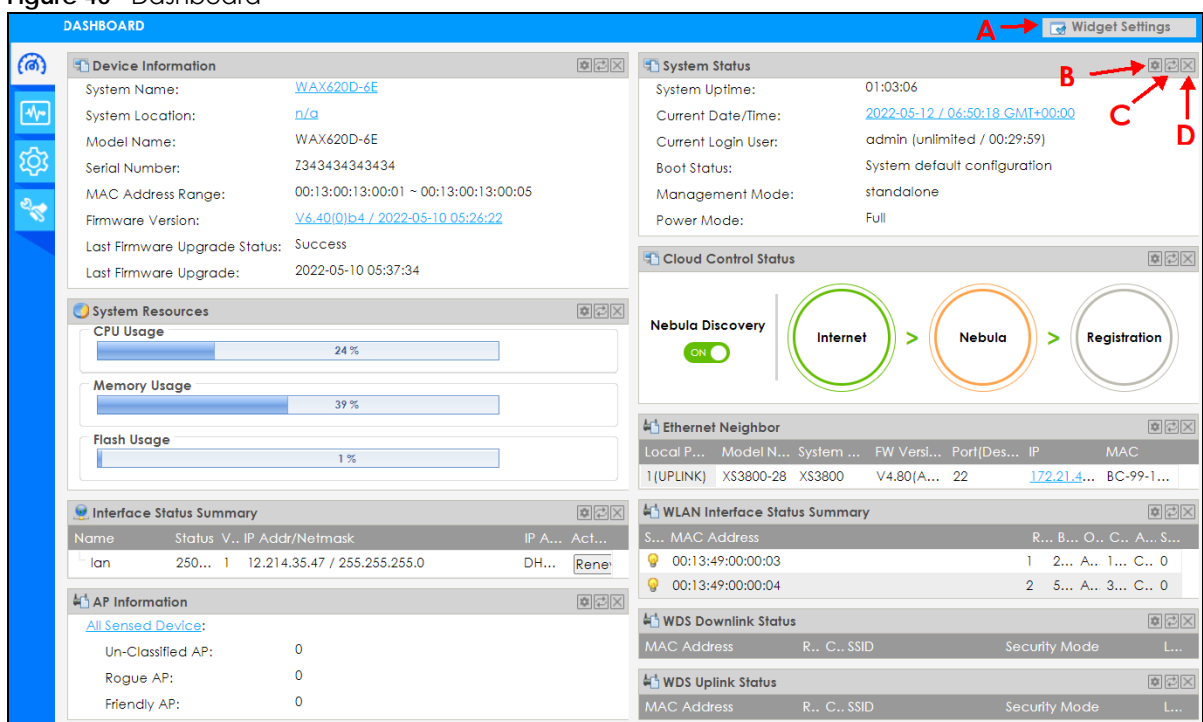 DASHBOARD
A
Widget Settings
Device Information
System Name: WAX620D-6E
System Location: n/a
Model Name: WAX620D-6E
Serial Number: Z343434343434
MAC Address Range: 00:13:00:13:00:01 ~ 00:13:00:13:00:05
Firmware Version: V6.40(0)b4 / 2022-05-10 05:26:22
Last Firmware Upgrade Status: Success
Last Firmware Upgrade: 2022-05-10 05:37:34
System Resources
CPU Usage
24 %
Memory Usage
39 %
Flash Usage
1 %
Interface Status Summary
Name Status V.. IP Addr/Netmask IP A... Act...
lan 250... 1 12.214.35.47 / 255.255.255.0 DH...
AP Information
All Sensed Device:
Un-Classified AP: 0
Rogue AP: 0
Friendly AP: 0
System Status
B
C
D
System Uptime: 01:03:06
Current Date/Time: 2022-05-12 / 06:50:18 GMT+00:00
Current Login User: admin (unlimited / 00:29:59)
Boot Status: System default configuration
Management Mode: standalone
Power Mode: Full
Cloud Control Status
Nebula Discovery
ON
Internet > Nebula > Registration
Ethernet Neighbor
Local P... Model N... System ... FW Versi... Port(Des... IP MAC
1(UPLINK) XS3800-28 XS3800 V4.80(A... 22 172.21.4... BC-99-1...
WLAN Interface Status Summary
S... MAC Address R... B... O... C... A... S...
00:13:49:00:00:03 1 2... A... 1... C.. 0
00:13:49:00:00:04 2 5... A... 3... C.. 0
WDS Downlink Status
MAC Address R.. C.. SSID Security Mode L...
WDS Uplink Status
MAC Address R.. C.. SSID Security Mode L...